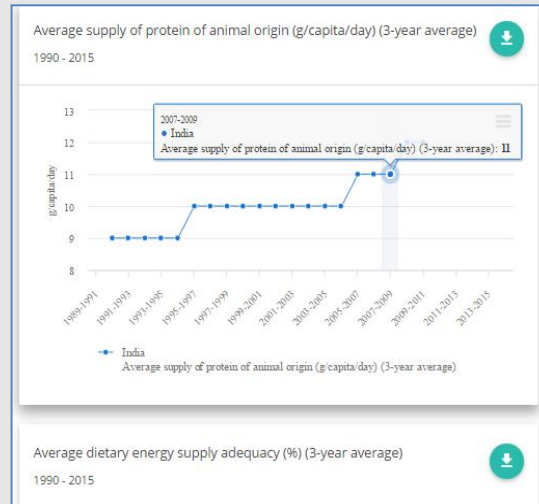 Average supply of protein of animal origin (g/capita/day) (3-year average)
1990 - 2015
13
12
11
10
9
8
g/capita/day
2007-2009
India
Average supply of protein of animal origin (g/capita/day) (3-year average): 11
1989-1991
1991-1993
1993-1995
1995-1997
1997-1999
1999-2001
2001-2003
2003-2005
2005-2007
2007-2009
2009-2011
2011-2013
2013-2015
India
Average supply of protein of animal origin (g/capita/day) (3-year average)
Average dietary energy supply adequacy (%) (3-year average)
1990 - 2015